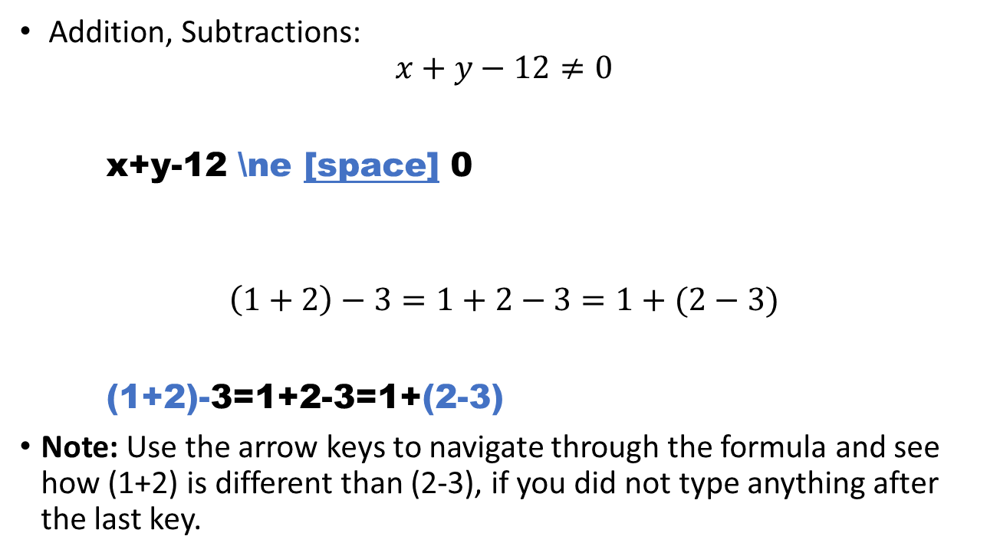 • Addition, Subtractions:
x + y − 12 ≠ 0
x+y-12 \ne [space] 0
(1 + 2) − 3 = 1 + 2 − 3 = 1 + (2 − 3)
(1+2)-3=1+2-3=1+(2-3)
• Note: Use the arrow keys to navigate through the formula and see
how (1+2) is different than (2-3), if you did not type anything after
the last key.